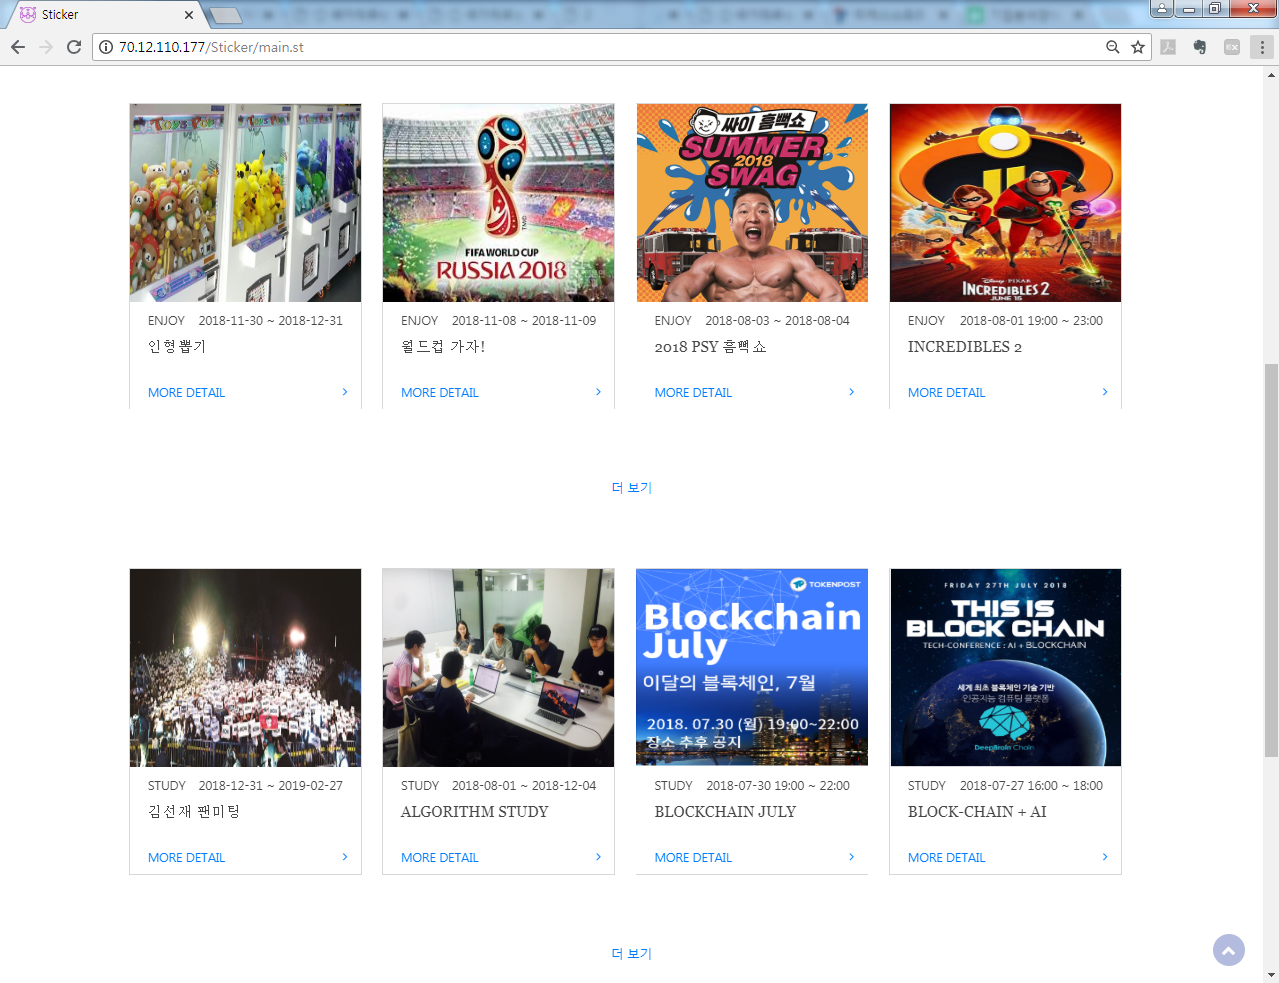 Sticker
70.12.110.177/Sticker/main.st
싸이 흠뻑쇼
SUMMER
2018
SWAG
FIFA WORLD CUP
RUSSIA 2018
TMC
DISNEY · PIXAR
INCREDIBLES 2
JUNE 15
ENJOY 2018-11-30 ~ 2018-12-31
인형뽑기
MORE DETAIL
ENJOY 2018-11-08 ~ 2018-11-09
월드컵 가자!
MORE DETAIL
ENJOY 2018-08-03 ~ 2018-08-04
2018 PSY 흠뻑쇼
MORE DETAIL
ENJOY 2018-08-01 19:00 ~ 23:00
INCREDIBLES 2
MORE DETAIL
더 보기
TOKENPOST
Blockchain
July
이달의 블록체인, 7월
2018. 07.30 (월) 19:00~22:00
장소 추후 공지
FRIDAY 27TH JULY 2018
THIS IS
BLOCK CHAIN
TECH-CONFERENCE : AI + BLOCKCHAIN
세계 최초 블록체인 기술 기반
인공지능 컴퓨팅 플랫폼
DeepBrain Chain
STUDY 2018-12-31 ~ 2019-02-27
김선재 팬미팅
MORE DETAIL
STUDY 2018-08-01 ~ 2018-12-04
ALGORITHM STUDY
MORE DETAIL
STUDY 2018-07-30 19:00 ~ 22:00
BLOCKCHAIN JULY
MORE DETAIL
STUDY 2018-07-27 16:00 ~ 18:00
BLOCK-CHAIN + AI
MORE DETAIL
더 보기